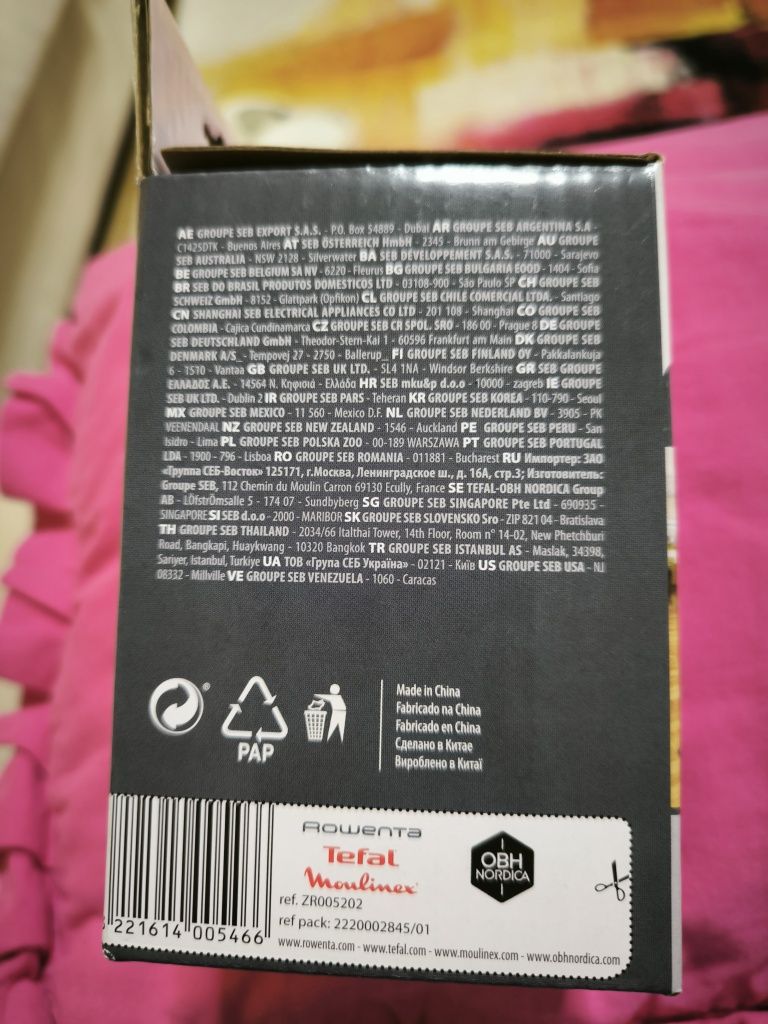 AE GROUPE SEB EXPORT S.A.S. - P.O. Box 54889 - Dubai AR GROUPE SEB ARGENTINA S.A -
C1425DTK - Buenos Aires AT SEB ÖSTERREICH HmbH - 2345 - Brunn am Gebirge AU GROUPE
SEB AUSTRALIA - NSW 2128 - Silverwater BA SEB DÉVELOPPEMENT S.A.S. - 71000 - Sarajevo
BE GROUPE SEB BELGIUM SA NV - 6220 - Fleurus BG GROUPE SEB BULGARIA EOOD - 1404 - Sofia
BR SEB DO BRASIL PRODUTOS DOMESTICOS LTD - 03108-900 - São Paulo SP CH GROUPE SEB
SCHWEIZ GmbH - 8152 - Glattpark (Opfikon) CL GROUPE SEB CHILE COMERCIAL LTDA. - Santiago
CN SHANGHAI SEB ELECTRICAL APPLIANCES CO LTD - 201 108 - Shanghai CO GROUPE SEB
COLOMBIA - Cajica Cundinamarca CZ GROUPE SEB CR SPOL. SRO - 186 00 - Prague 8 DE GROUPE
SEB DEUTSCHLAND GmbH - Theodor-Stern-Kai 1 - 60596 Frankfurt am Main DK GROUPE SEB
DENMARK A/S_ - Tempovej 27 - 2750 - Ballerup_ FI GROUPE SEB FINLAND OY - Pakkalankuja
6 - 1570 - Vantaa GB GROUPE SEB UK LTD. - SL4 1NA - Windsor Berkshire GR SEB GROUPE
ΕΛΛΑΔΟΣ Α.Ε. - 14564 Ν. Κηφισιά - Ελλάδα HR SEB mku&p d.o.o - 10000 - zagreb IE GROUPE
SEB UK LTD. - Dublin 2 IR GROUPE SEB PARS - Teheran KR GROUPE SEB KOREA - 110-790 - Seoul
MX GROUPE SEB MEXICO - 11 560 - Mexico D.F. NL GROUPE SEB NEDERLAND BV - 3905 - PK
VEENENDAAL NZ GROUPE SEB NEW ZEALAND - 1546 - Auckland PE GROUPE SEB PERU - San
Isidro - Lima PL GROUPE SEB POLSKA ZOO - 00-189 WARSZAWA PT GROUPE SEB PORTUGAL
LDA - 1900 - 796 - Lisboa RO GROUPE SEB ROMANIA - 011881 - Bucharest RU Импортер: ЗАО
«Группа СЕБ-Восток» 125171, г.Москва, Ленинградское ш., д. 16А, стр.3; Изготовитель:
Groupe SEB, 112 Chemin du Moulin Carron 69130 Ecully, France SE TEFAL-OBH NORDICA Group
AB - LÖfstrÖmsalle 5 - 174 07 - Sundbyberg SG GROUPE SEB SINGAPORE Pte Ltd - 690935 -
SINGAPORE SI SEB d.o.o - 2000 - MARIBOR SK GROUPE SEB SLOVENSKO Sro - ZIP 821 04 - Bratislava
TH GROUPE SEB THAILAND - 2034/66 Italthai Tower, 14th Floor, Room n° 14-02, New Phetchburi
Road, Bangkapi, Huaykwang - 10320 Bangkok TR GROUPE SEB ISTANBUL AS - Maslak, 34398,
Sariyer, Istanbul, Turkiye UA ТОВ «Група СЕБ Україна» - 02121 - Київ US GROUPE SEB USA - NJ
08332 - Millville VE GROUPE SEB VENEZUELA - 1060 - Caracas
®
PAP
Made in China
Fabricado na China
Fabricado en China
Сделано в Китае
Вироблено в Китаї
Rowenta
Tefal
Moulinex
OBH
NORDICA
ref. ZR005202
ref pack: 2220002845/01
221614 005466
www.rowenta.com - www.tefal.com - www.moulinex.com - www.obhnordica.com